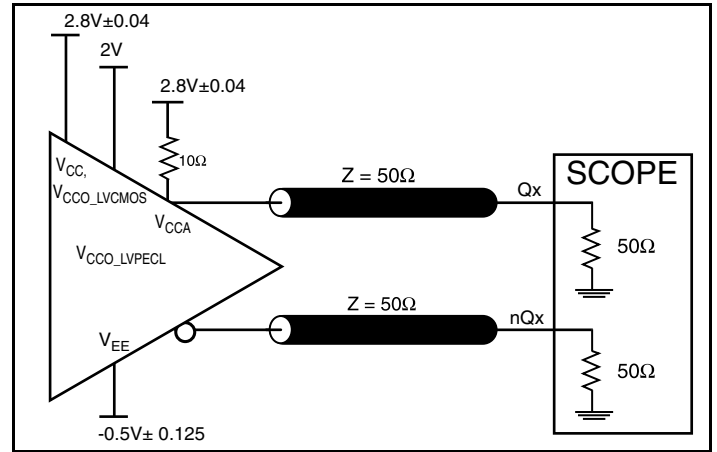 2.8V±0.04
2V
2.8V±0.04
10Ω
VCC,
VCCO_LVCMOS
VCCA
VCCO_LVPECL
VEE
-0.5V± 0.125
Z = 50Ω
Qx
Z = 50Ω
nQx
SCOPE
50Ω
50Ω